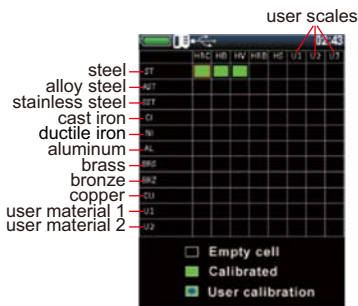 user scales
02:43
HRC HB HV HRB HS U1 U2 U3
steel ST
alloy steel AST
stainless steel SST
cast iron CI
ductile iron NI
aluminum AL
brass BRS
bronze BRZ
copper CU
user material 1 U1
user material 2 U2
Empty cell
Calibrated
User calibration